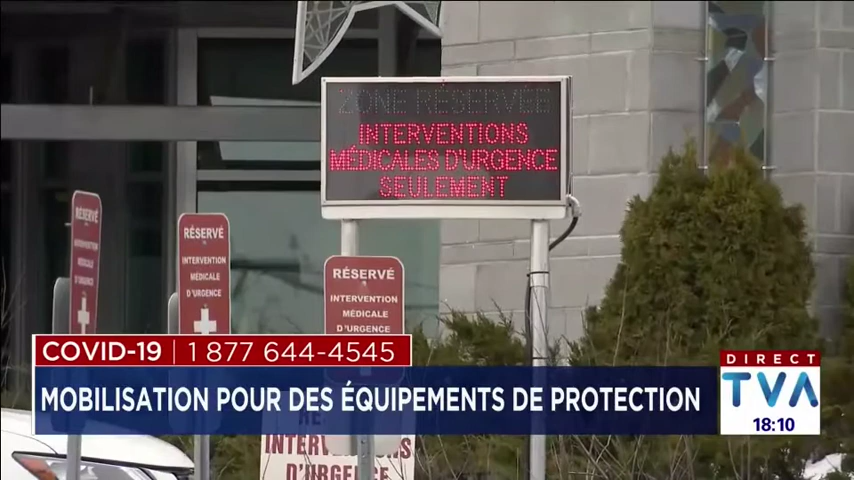 ZONE RÉSERVÉE
INTERVENTIONS
MÉDICALES D'URGENCE
SEULEMENT
RÉSERVÉ
INTERVENTION
MÉDICALE
D'URGENCE
RÉSERVÉ
INTERVENTION
MÉDICALE
D'URGENCE
RÉSERVÉ
INTERVENTION
MÉDICALE
D'URGENCE
COVID-19 | 1 877 644-4545
MOBILISATION POUR DES ÉQUIPEMENTS DE PROTECTION
DIRECT
TVA
18:10
INTERVENTIONS
D'URGENCE